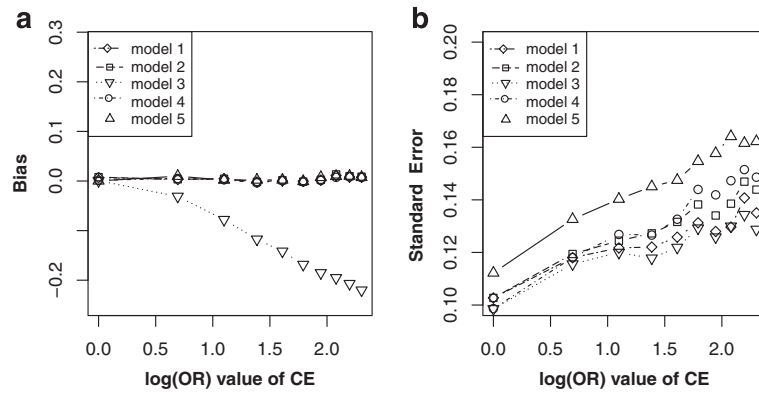 a
Bias
0.3
0.2
0.1
0.0
−0.2
model 1
model 2
model 3
model 4
model 5
0.0
0.5
1.0
1.5
2.0
log(OR) value of CE
b
Standard Error
0.20
0.18
0.16
0.14
0.12
0.10
model 1
model 2
model 3
model 4
model 5
0.0
0.5
1.0
1.5
2.0
log(OR) value of CE